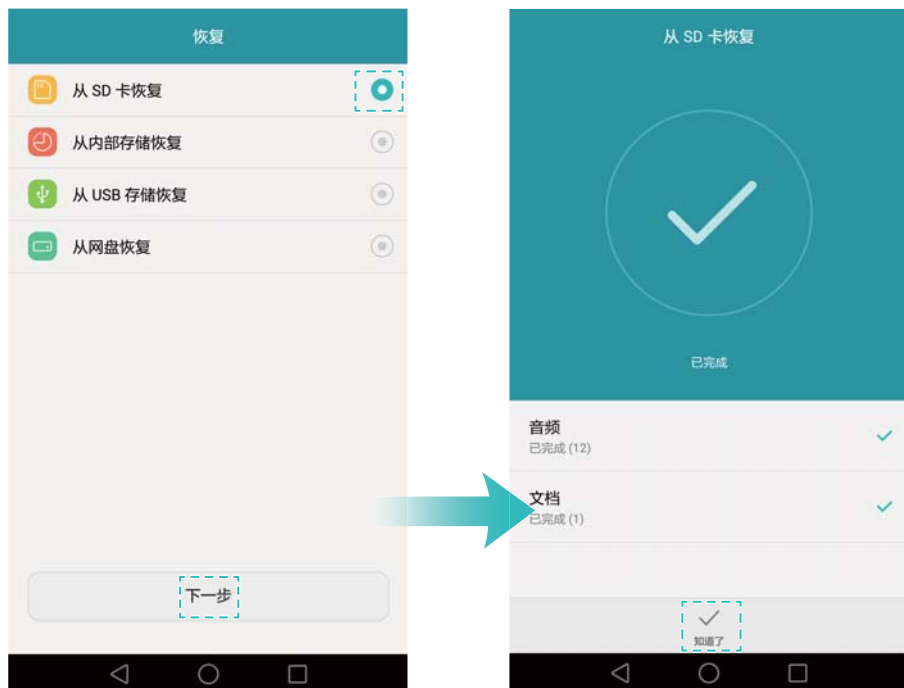 恢复
从 SD 卡恢复
从内部存储恢复
从 USB 存储恢复
从网盘恢复
下一步
从 SD 卡恢复
已完成
音频
已完成 (12)
文档
已完成 (1)
知道了